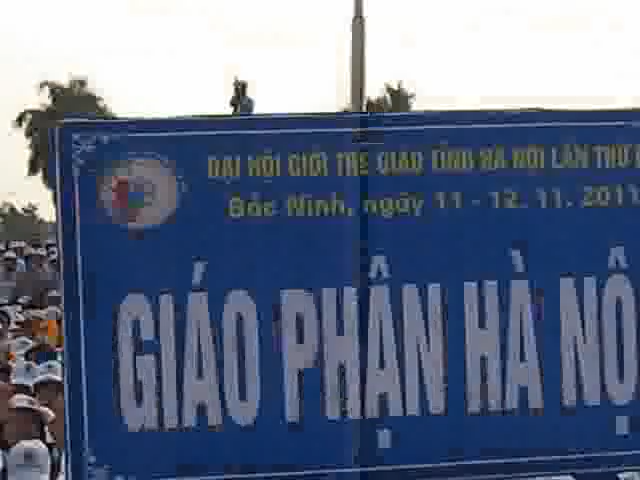 ĐẠI HỘI GIỚI TRẺ GIÁO TỈNH HÀ NỘI LẦN THỨ
Bắc Ninh, ngày 11 - 12. 11. 2011
GIÁO PHẬN HÀ NỘ